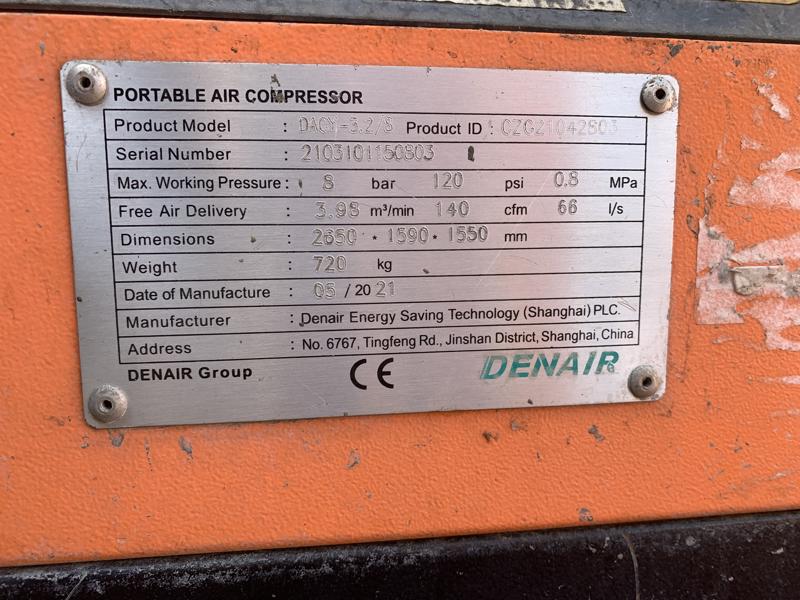 PORTABLE AIR COMPRESSOR
Product Model : DACY-3.2/8 Product ID : CZG21042803
Serial Number : 2103101150803
Max. Working Pressure : 8 bar 120 psi 0.8 MPa
Free Air Delivery : 3.98 m³/min 140 cfm 66 l/s
Dimensions : 2650 * 1590 * 1550 mm
Weight : 720 kg
Date of Manufacture : 05 / 2021
Manufacturer : Denair Energy Saving Technology (Shanghai) PLC.
Address : No. 6767, Tingfeng Rd., Jinshan District, Shanghai, China
DENAIR Group CE DENAIR